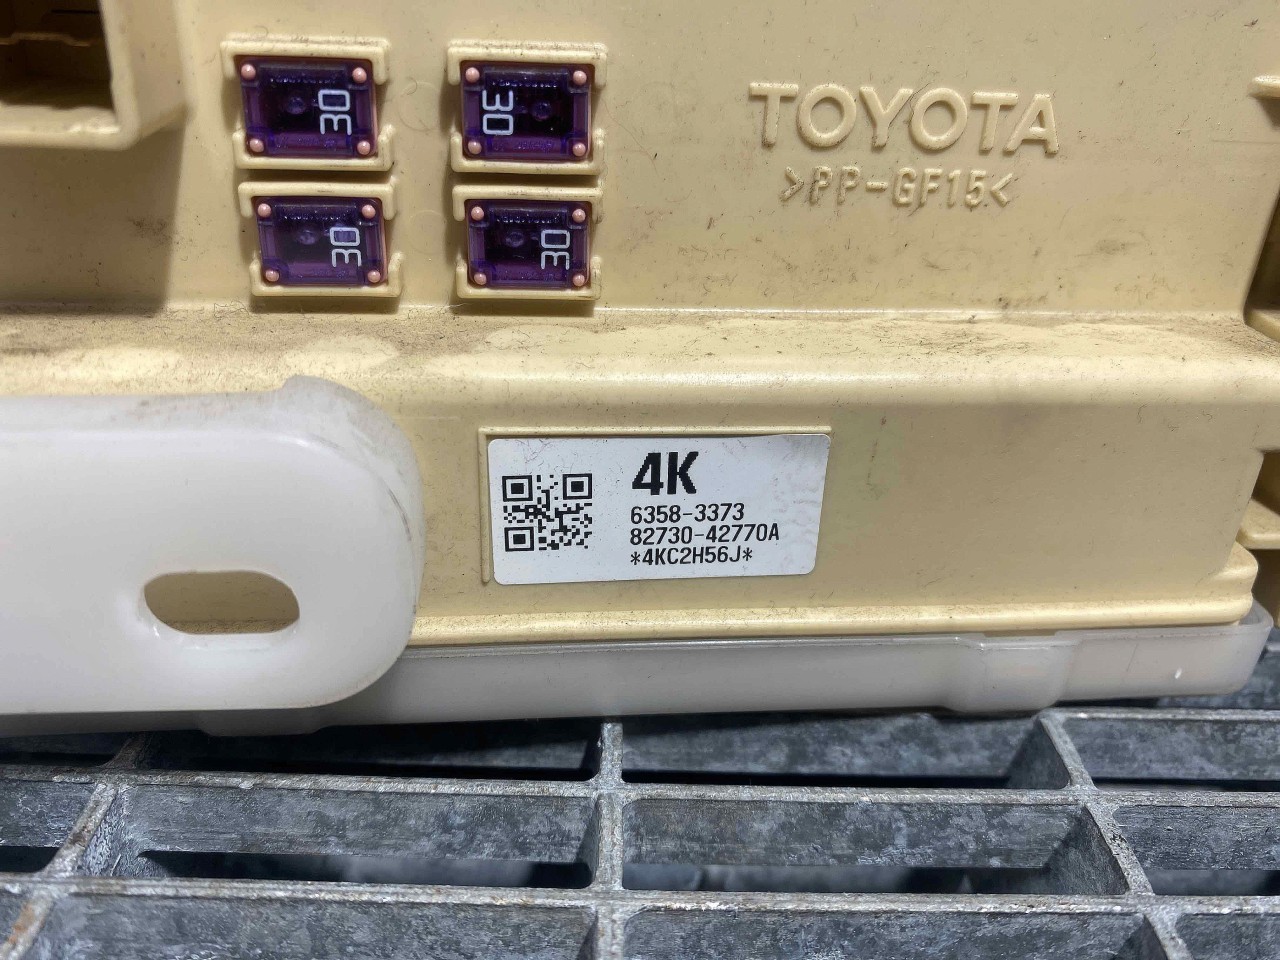 30
30
30
30
TOYOTA
>PP-GF15<
4K
6358-3373
82730-42770A
*4KC2H56J*